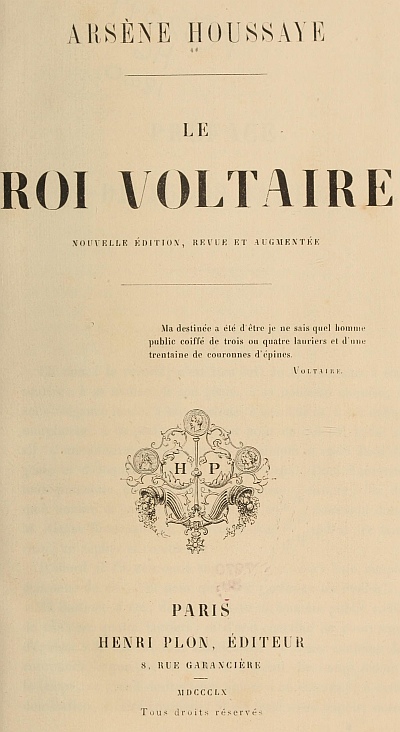 ARSÈNE HOUSSAYE
LE
ROI VOLTAIRE
NOUVELLE ÉDITION, REVUE ET AUGMENTÉE
Ma destinée a été d'être je ne sais quel homme
public coiffé de trois ou quatre lauriers et d'une
trentaine de couronnes d'épines.
VOLTAIRE.
H P
PARIS
HENRI PLON, ÉDITEUR
8, RUE GARANCIÈRE
MDCCCLX
Tous droits réservés